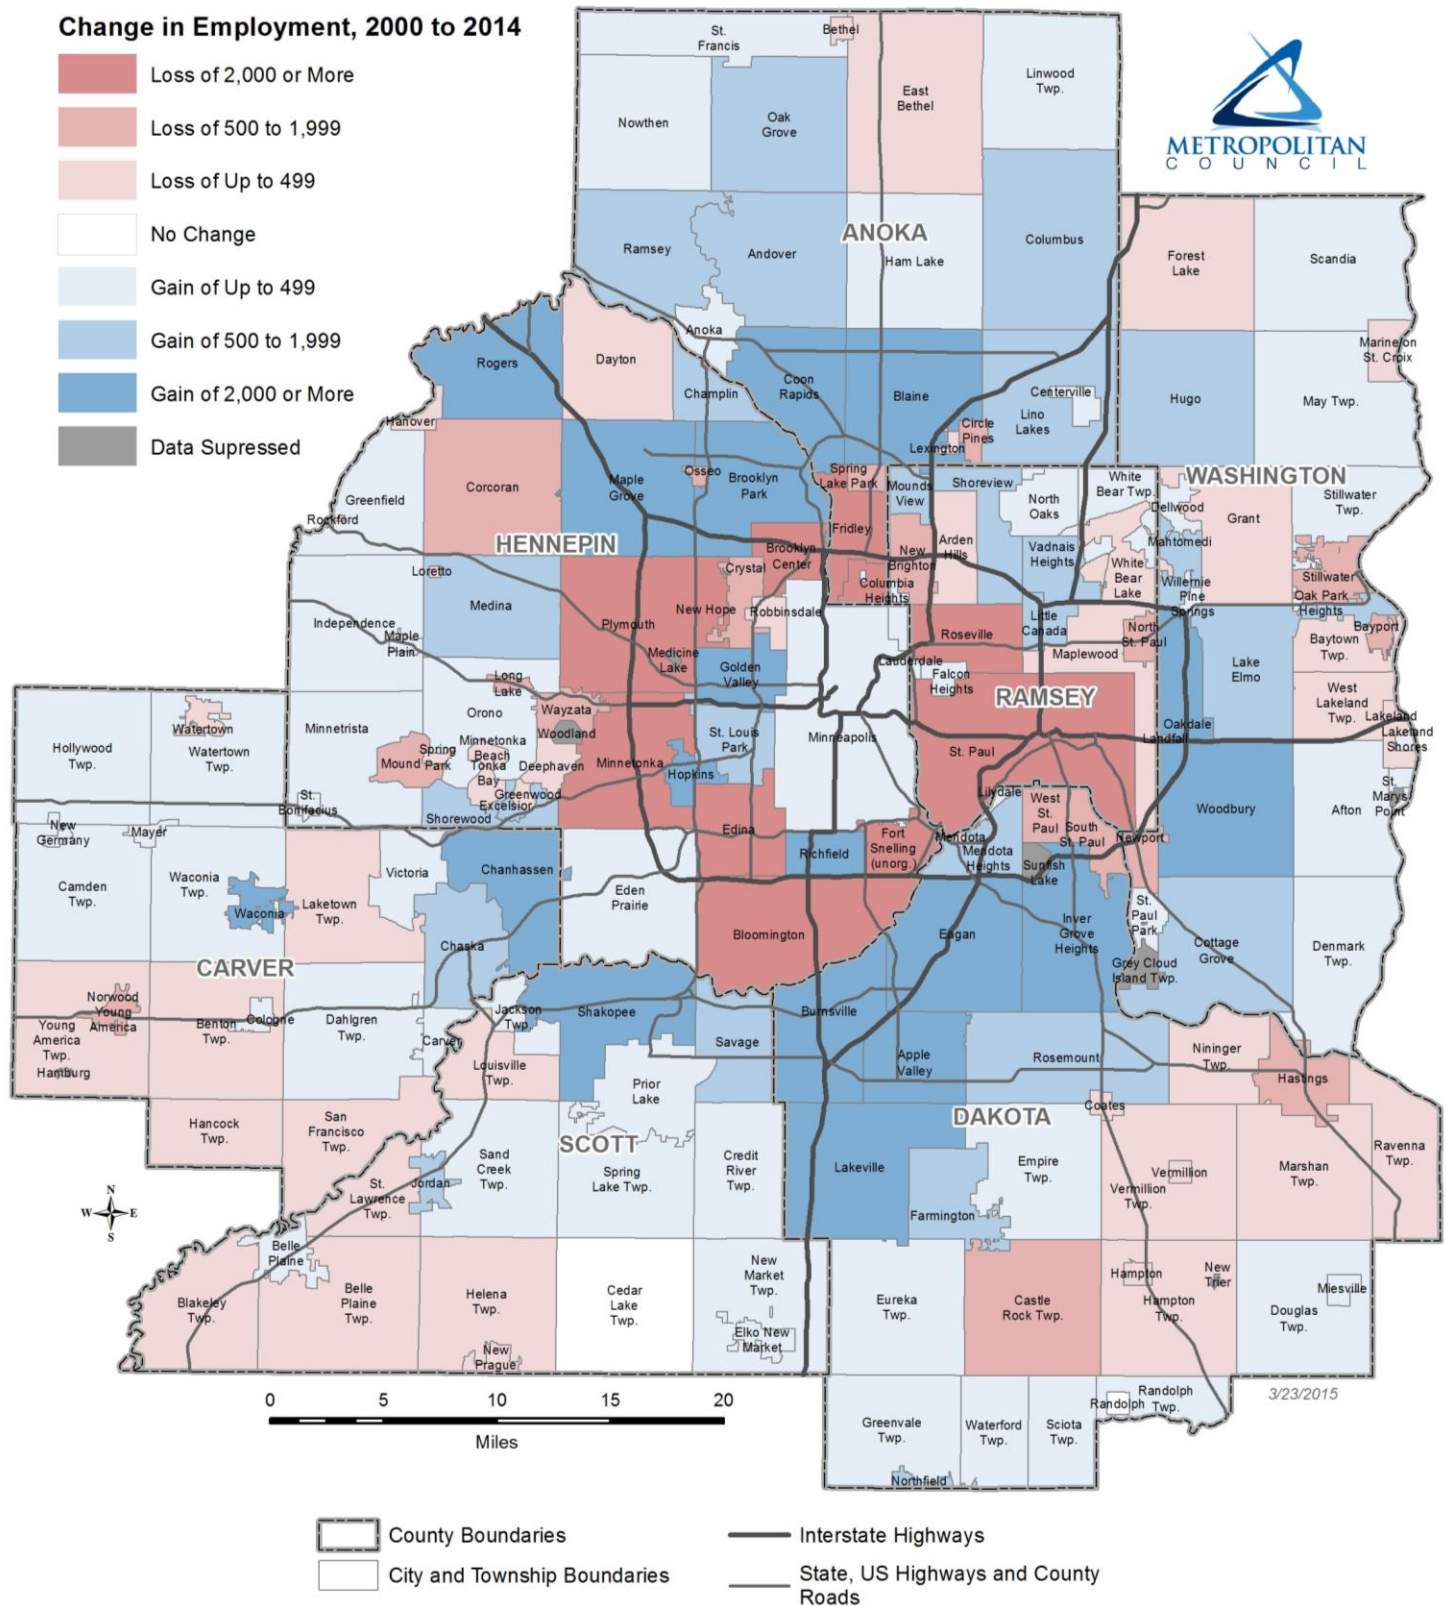 Change in Employment, 2000 to 2014
Loss of 2,000 or More
Loss of 500 to 1,999
Loss of Up to 499
No Change
Gain of Up to 499
Gain of 500 to 1,999
Gain of 2,000 or More
Data Supressed
METROPOLITAN
COUNCIL
St.
Francis
Bethel
East
Bethel
Linwood
Twp.
Nowthen
Oak
Grove
ANOKA
Ramsey
Andover
Ham Lake
Columbus
Forest
Lake
Scandia
Anoka
Rogers
Dayton
Champlin
Coon
Rapids
Blaine
Centerville
Lino
Lakes
Hugo
Marine on
St. Croix
May Twp.
Hanover
Circle
Pines
Lexington
Corcoran
Maple
Grove
Osseo
Brooklyn
Park
Spring
Lake Park
Mounds
View
Shoreview
White
Bear Twp.
WASHINGTON
Greenfield
Rockford
North
Oaks
Dellwood
Grant
Stillwater
Twp.
HENNEPIN
Fridley
New
Brighton
Arden
Hills
Vadnais
Heights
Mahtomedi
Brooklyn
Center
Loretto
Crystal
Columbia
Heights
White
Bear
Lake
Willernie
Pine
Springs
Stillwater
Oak Park
Heights
Independence
Maple
Plain
Medina
Plymouth
New Hope
Robbinsdale
Roseville
Little
Canada
North
St. Paul
Bayport
Baytown
Twp.
Medicine
Lake
Golden
Valley
Lauderdale
Falcon
Heights
Maplewood
Lake
Elmo
Long
Lake
RAMSEY
West
Lakeland
Twp.
Lakeland
Lakeland
Shores
Minnetrista
Orono
Wayzata
Woodland
Hollywood
Twp.
Watertown
Watertown
Twp.
Mound
Spring
Park
Minnetonka
Beach
Tonka
Bay
Deephaven
Greenwood
Excelsior
Shorewood
Minnetonka
St. Louis
Park
Hopkins
Minneapolis
St. Paul
Oakdale
Landfall
St.
Bonifacius
Lilydale
West
St.
Paul
South
St. Paul
Newport
Woodbury
Afton
St.
Marys
Point
New
Germany
Mayer
Edina
Richfield
Fort
Snelling
(unorg.)
Mendota
Mendota
Heights
Sunfish
Lake
Camden
Twp.
Waconia
Twp.
Waconia
Laketown
Twp.
Victoria
Chanhassen
Eden
Prairie
Bloomington
Eagan
Inver
Grove
Heights
St.
Paul
Park
Grey Cloud
Island Twp.
Cottage
Grove
Denmark
Twp.
Chaska
CARVER
Norwood
Young
America
Young
America
Twp.
Hamburg
Benton
Twp.
Cologne
Dahlgren
Twp.
Carver
Jackson
Twp.
Louisville
Twp.
Shakopee
Savage
Burnsville
Apple
Valley
Rosemount
Nininger
Twp.
Hastings
Prior
Lake
Hancock
Twp.
San
Francisco
Twp.
SCOTT
DAKOTA
Coates
Ravenna
Twp.
Sand
Creek
Twp.
Spring
Lake Twp.
Credit
River
Twp.
Lakeville
Empire
Twp.
Vermillion
Vermillion
Twp.
Marshan
Twp.
St.
Lawrence
Twp.
Jordan
Farmington
Belle
Plaine
Blakeley
Twp.
Belle
Plaine
Twp.
Helena
Twp.
New
Prague
Cedar
Lake
Twp.
New
Market
Twp.
Elko New
Market
Eureka
Twp.
Castle
Rock Twp.
Hampton
Hampton
Twp.
New
Trier
Douglas
Twp.
Miesville
N
W E
S
0 5 10 15 20
Miles
Greenvale
Twp.
Waterford
Twp.
Sciota
Twp.
Randolph
Randolph
Twp.
Northfield
3/23/2015
County Boundaries
City and Township Boundaries
Interstate Highways
State, US Highways and County
Roads